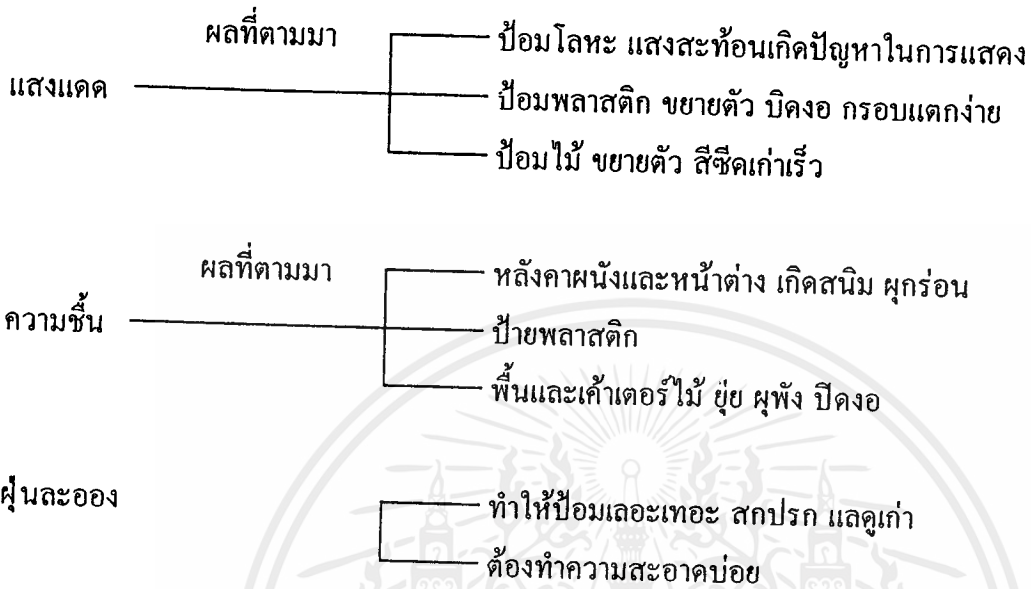 ผลที่ตามมา
ป้อมโลหะ แสงสะท้อนเกิดปัญหาในการแสดง
แสงแดด
ป้อมพลาสติก ขยายตัว บิดงอ กรอบแตกง่าย
ป้อมไม้ ขยายตัว สีซีดเก่าเร็ว
ผลที่ตามมา
หลังคาผนังและหน้าต่าง เกิดสนิม ผุกร่อน
ความชื้น
ป้ายพลาสติก
พื้นและเค้าเตอร์ไม้ ยุ่ย ผุพัง ปิดงอ
ฝุ่นละออง
ทำให้ป้อมเลอะเทอะ สกปรก แลดูเก่า
ต้องทำความสะอาดบ่อย